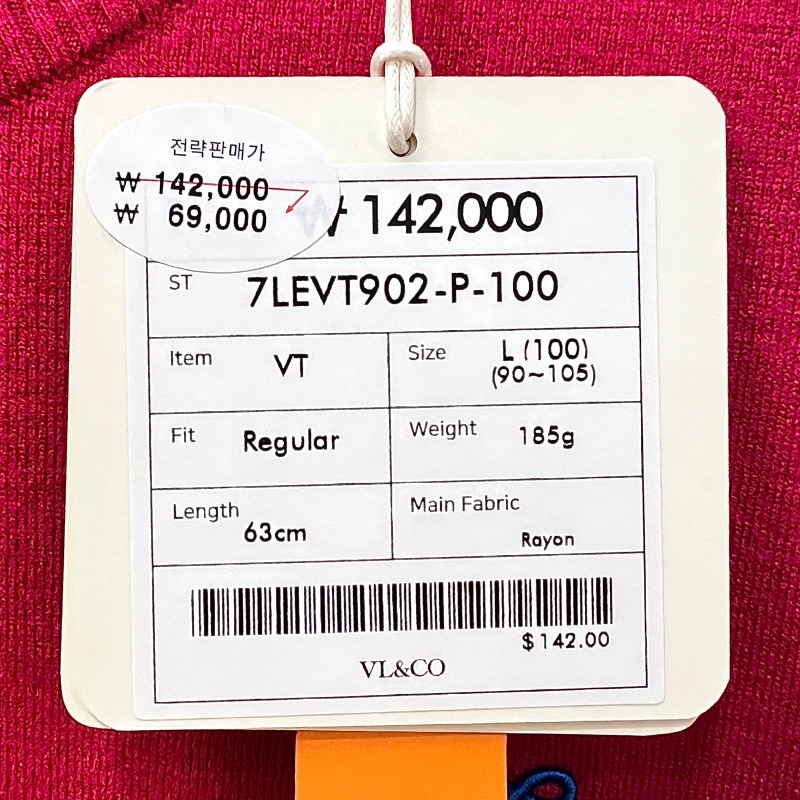 전략판매가
₩ 142,000
₩ 69,000
₩ 142,000
ST 7LEVT902-P-100
Item VT
Size L (100)
(90~105)
Fit Regular
Weight 185g
Length 63cm
Main Fabric
Rayon
$142.00
VL&CO